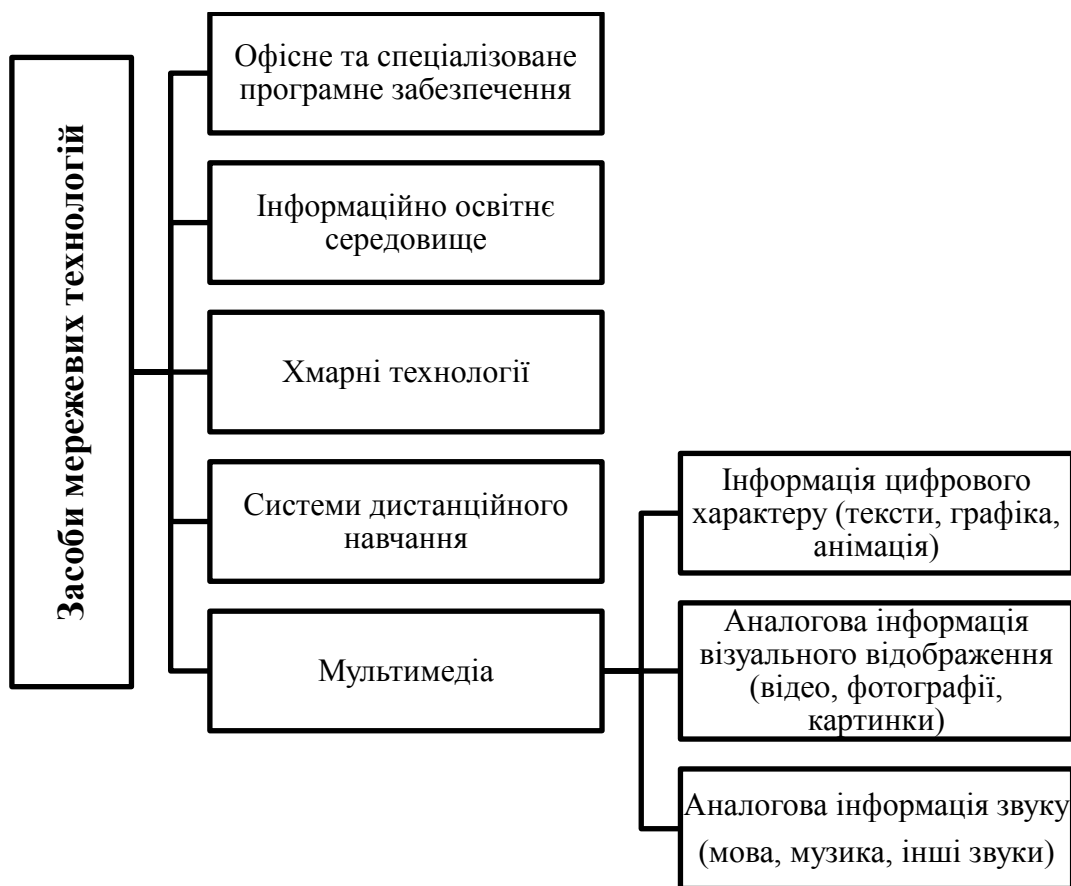 Засоби мережевих технологій
Офісне та спеціалізоване
програмне забезпечення
Інформаційно освітнє
середовище
Хмарні технології
Системи дистанційного
навчання
Мультимедіа
Інформація цифрового
характеру (тексти, графіка,
анімація)
Аналогова інформація
візуального відображення
(відео, фотографії,
картинки)
Аналогова інформація звуку
(мова, музика, інші звуки)